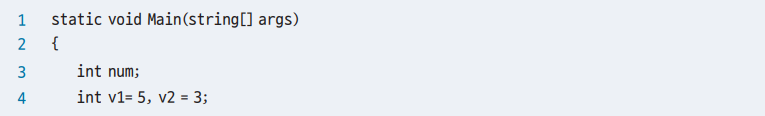 1 static void Main(string[] args)
2 {
3 int num;
4 int v1= 5, v2 = 3;